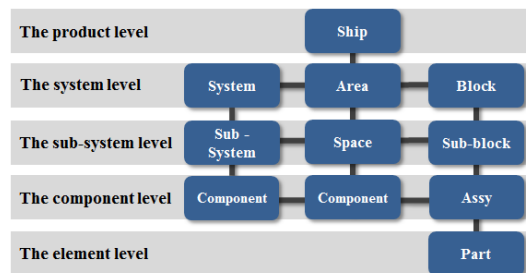 The product level
Ship
The system level
System
Area
Block
The sub-system level
Sub -
System
Space
Sub-block
The component level
Component
Component
Assy
The element level
Part